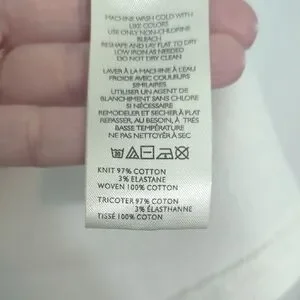 MACHINE WASH COLD WITH
LIKE COLORS
USE ONLY NON-CHLORINE
BLEACH
RESHAPE AND LAY FLAT TO DRY
LOW IRON AS NEEDED
DO NOT DRY CLEAN
LAVER À LA MACHINE À L'EAU
FROIDE AVEC COULEURS
SIMILAIRES
UTILISER UN AGENT DE
BLANCHIMENT SANS CHLORE
SI NÉCESSAIRE
REMODELER ET SECHER À PLAT
REPASSER, AU BESOIN, À TRÉS
BASSE TEMPÉRATURE
NE PAS NETTOYER À SEC
KNIT 97% COTTON
3% ELASTANE
WOVEN 100% COTTON
TRICOTER 97% COTON
3% ÉLASTHANNE
TISSÉ 100% COTON